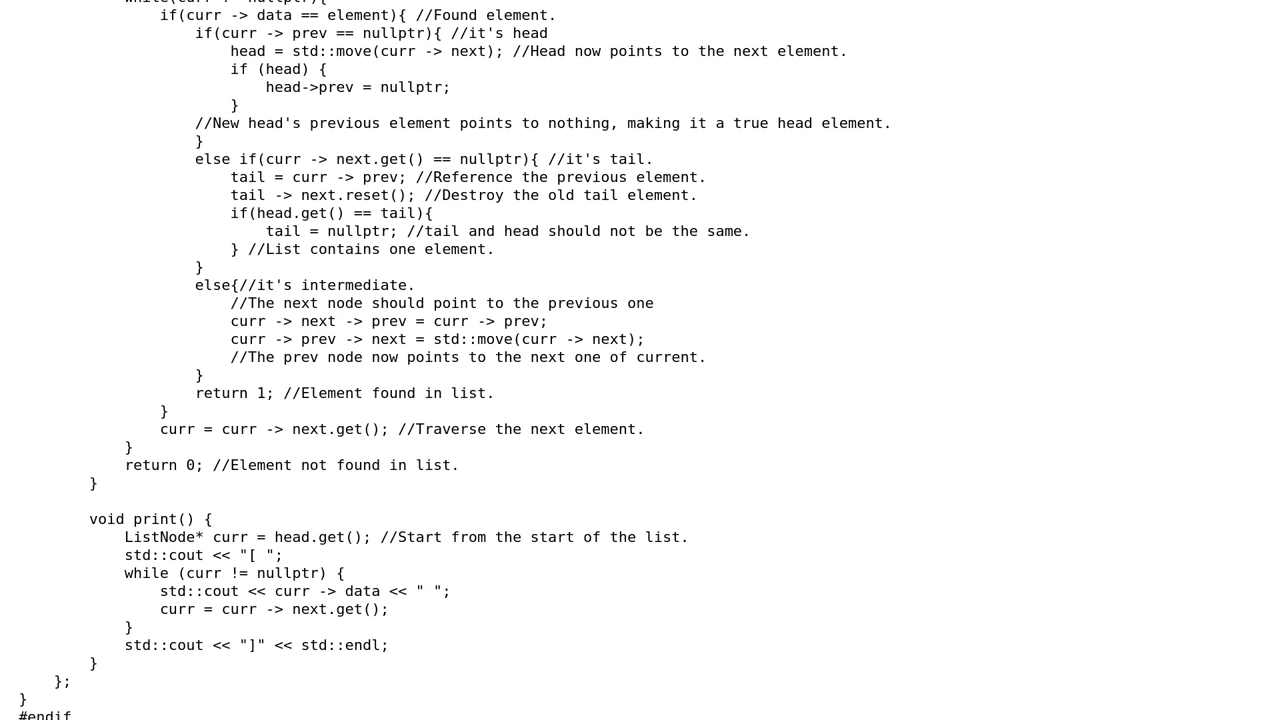 while(curr != nullptr){
                if(curr -> data == element){ //Found element.
                    if(curr -> prev == nullptr){ //it's head
                        head = std::move(curr -> next); //Head now points to the next element.
                        if (head) {
                            head->prev = nullptr;
                        }
                    //New head's previous element points to nothing, making it a true head element.
                    }
                    else if(curr -> next.get() == nullptr){ //it's tail.
                        tail = curr -> prev; //Reference the previous element.
                        tail -> next.reset(); //Destroy the old tail element.
                        if(head.get() == tail){
                            tail = nullptr; //tail and head should not be the same.
                        } //List contains one element.
                    }
                    else{//it's intermediate.
                        //The next node should point to the previous one
                        curr -> next -> prev = curr -> prev;
                        curr -> prev -> next = std::move(curr -> next);
                        //The prev node now points to the next one of current.
                    }
                    return 1; //Element found in list.
                }
                curr = curr -> next.get(); //Traverse the next element.
            }
            return 0; //Element not found in list.
        }

        void print() {
            ListNode* curr = head.get(); //Start from the start of the list.
            std::cout << "[ ";
            while (curr != nullptr) {
                std::cout << curr -> data << " ";
                curr = curr -> next.get();
            }
            std::cout << "]" << std::endl;
        }
    };
}
#endif